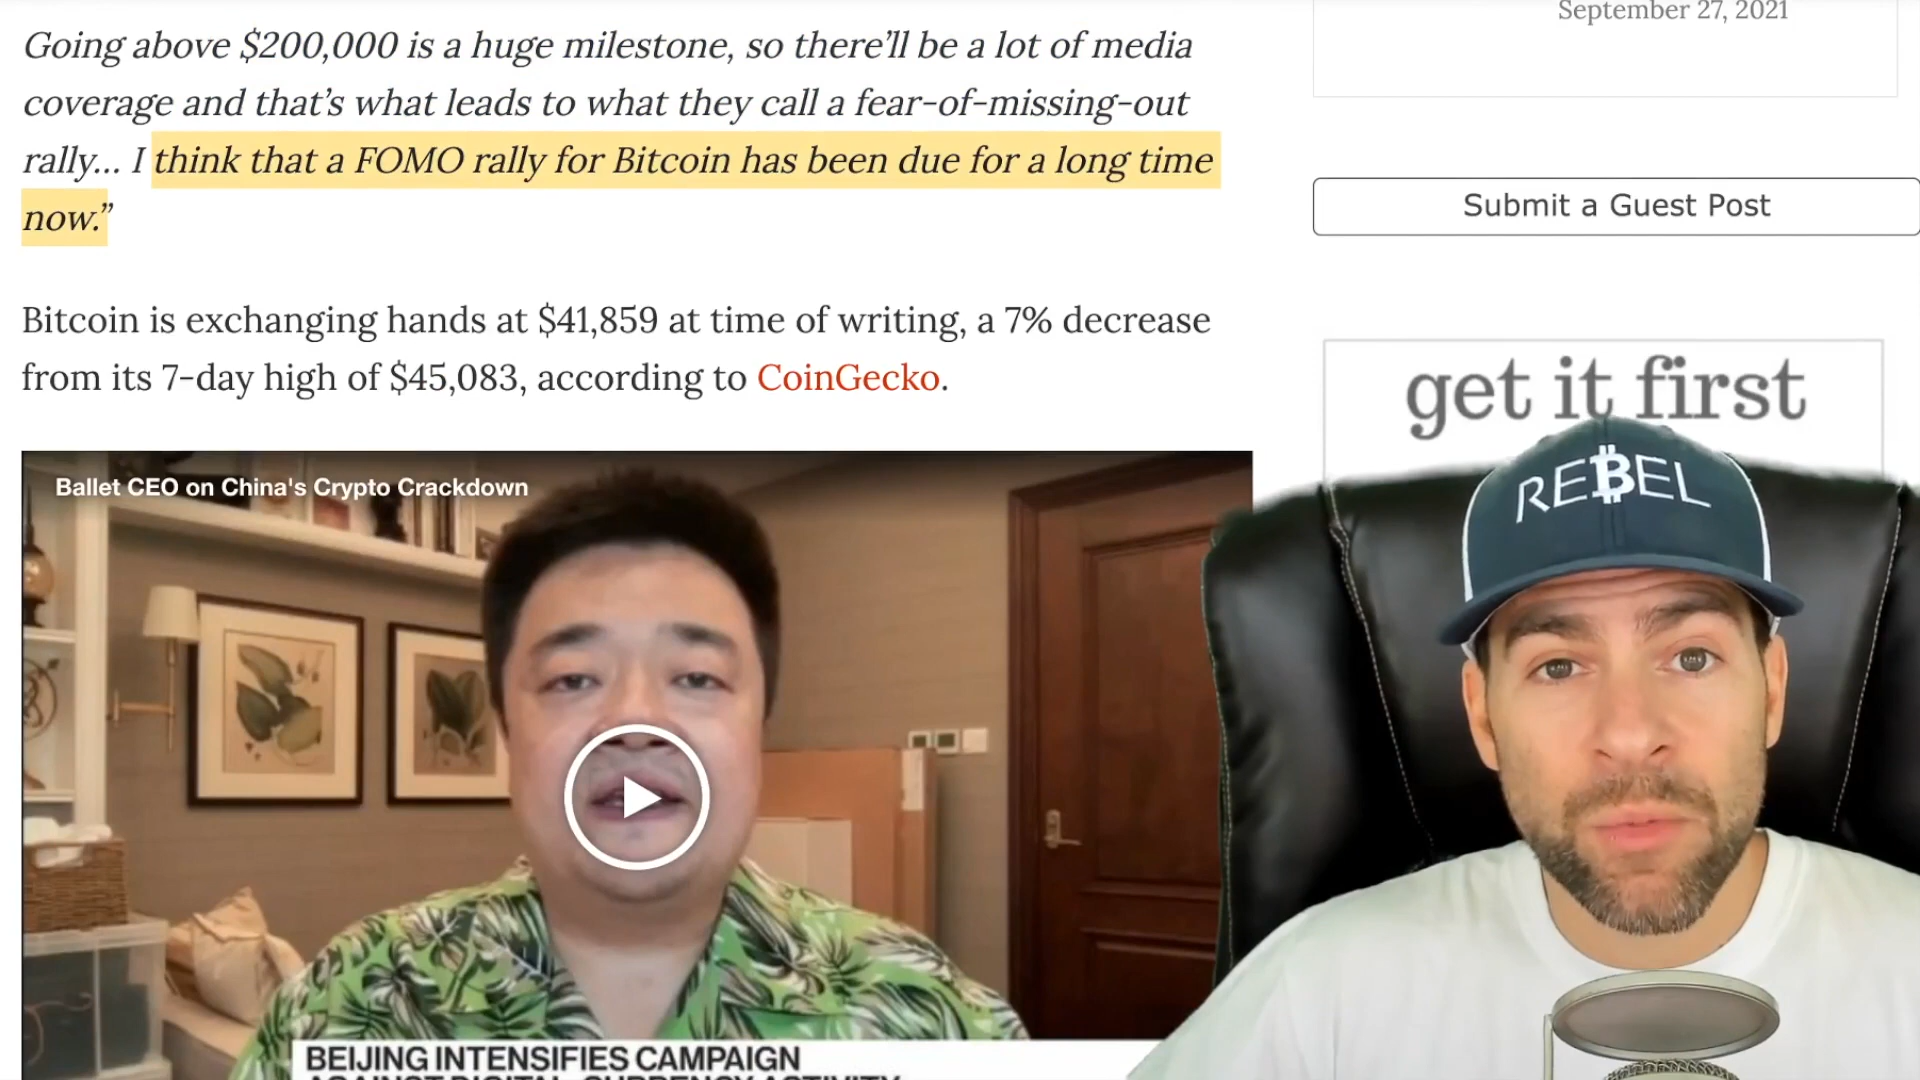 Going above $200,000 is a huge milestone, so there’ll be a lot of media
coverage and that’s what leads to what they call a fear-of-missing-out
rally… I think that a FOMO rally for Bitcoin has been due for a long time
now.”
Bitcoin is exchanging hands at $41,859 at time of writing, a 7% decrease
from its 7-day high of $45,083, according to CoinGecko.
Ballet CEO on China's Crypto Crackdown
BEIJING INTENSIFIES CAMPAIGN
AGAINST DIGITAL CURRENCY ACTIVITY
September 27, 2021
Submit a Guest Post
get it first
REBEL